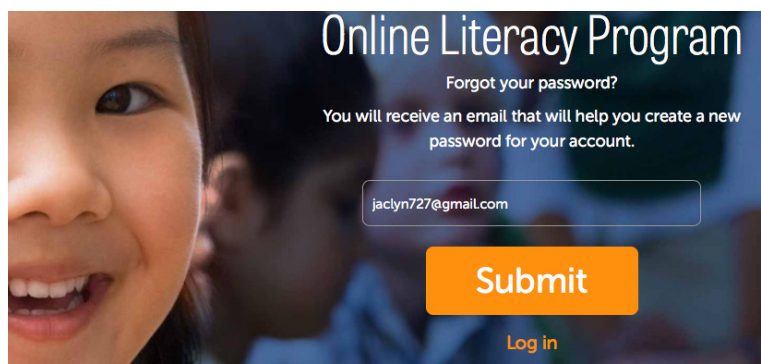 Online Literacy Program
Forgot your password?
You will receive an email that will help you create a new
password for your account.
jaclyn727@gmail.com
Submit
Log in